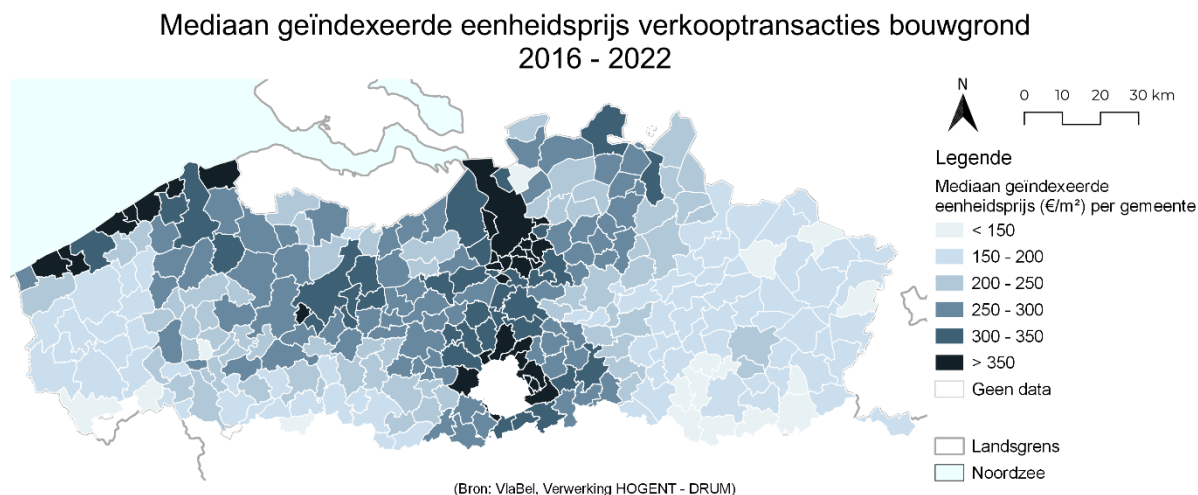 Mediaan geïndexeerde eenheidsprijs verkooptransacties bouwgrond
2016 - 2022
N
0 10 20 30 km
Legende
Mediaan geïndexeerde
eenheidsprijs (€/m²) per gemeente
< 150
150 - 200
200 - 250
250 - 300
300 - 350
> 350
Geen data
Landsgrens
Noordzee
(Bron: VlaBel, Verwerking HOGENT - DRUM)